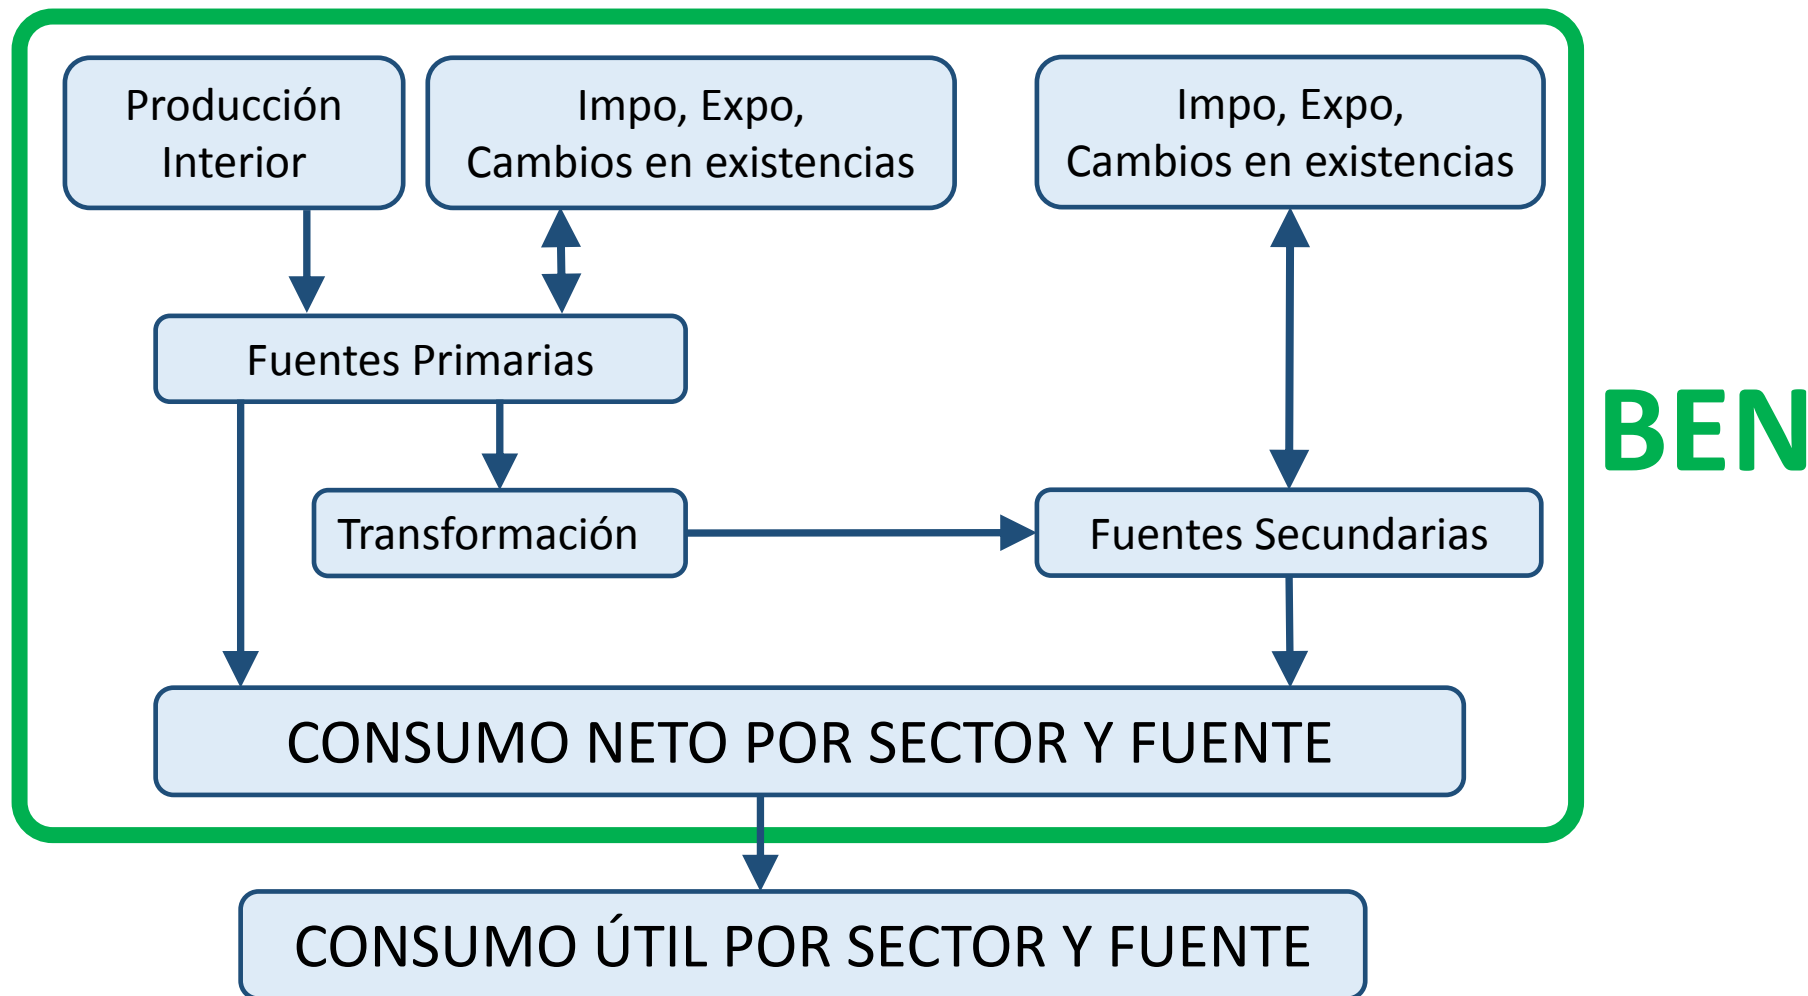 Producción
Interior
Impo, Expo,
Cambios en existencias
Impo, Expo,
Cambios en existencias
Fuentes Primarias
BEN
Transformación
Fuentes Secundarias
CONSUMO NETO POR SECTOR Y FUENTE
CONSUMO ÚTIL POR SECTOR Y FUENTE